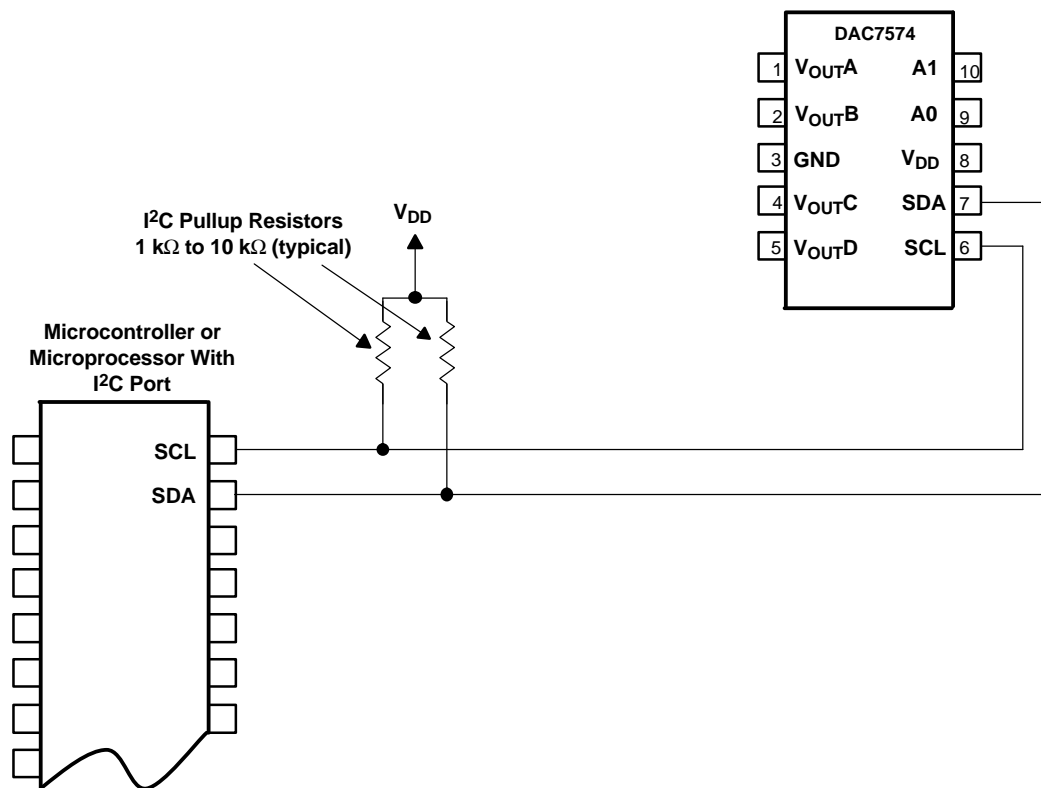 DAC7574
1 VOUTA A1 10
2 VOUTB A0 9
3 GND VDD 8
4 VOUTC SDA 7
5 VOUTD SCL 6
VDD
I2C Pullup Resistors
1 kΩ to 10 kΩ (typical)
Microcontroller or
Microprocessor With
I2C Port
SCL
SDA